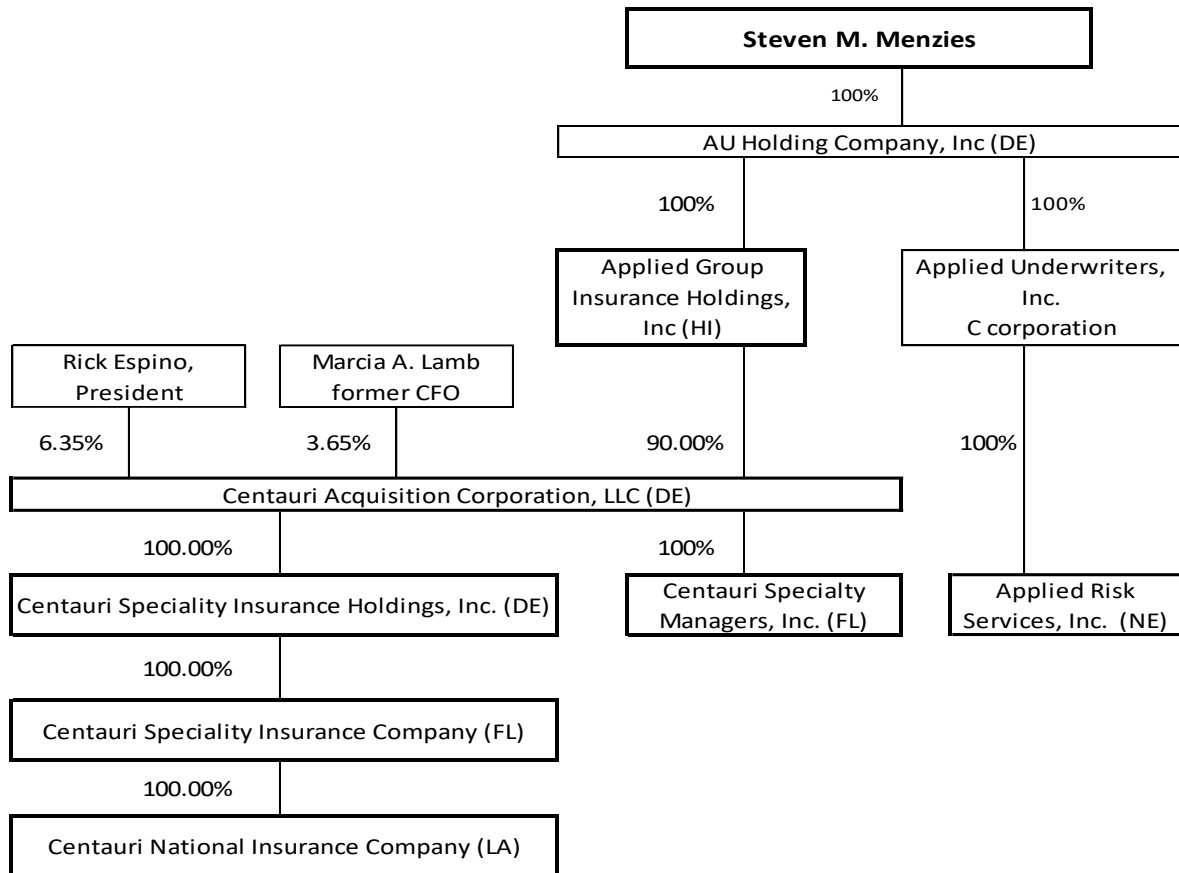 Steven M. Menzies
100%
AU Holding Company, Inc (DE)
100%
100%
Applied Group
Insurance Holdings,
Inc (HI)
Applied Underwriters,
Inc.
C corporation
Rick Espino,
President
Marcia A. Lamb
former CFO
6.35%
3.65%
90.00%
100%
Centauri Acquisition Corporation, LLC (DE)
100.00%
100%
Centauri Speciality Insurance Holdings, Inc. (DE)
Centauri Specialty
Managers, Inc. (FL)
Applied Risk
Services, Inc. (NE)
100.00%
Centauri Speciality Insurance Company (FL)
100.00%
Centauri National Insurance Company (LA)